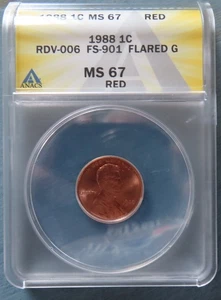 1988 1C MS 67 RED
ANACS
1988 1C
RDV-006 FS-901 FLARED G
MS 67
RED